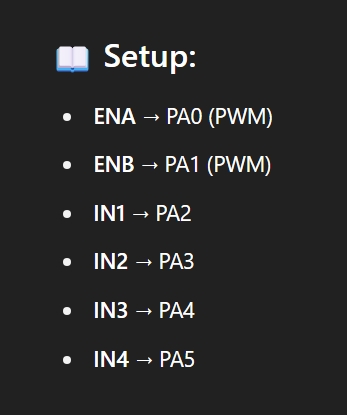 📖 Setup:
• ENA → PA0 (PWM)
• ENB → PA1 (PWM)
• IN1 → PA2
• IN2 → PA3
• IN3 → PA4
• IN4 → PA5